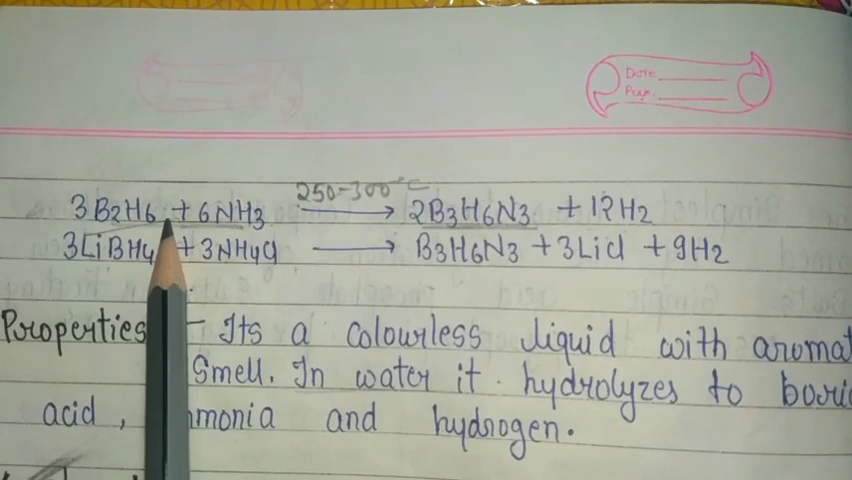 Date
Page.
250-300°C
3B2H6 + 6NH3 → 2B3H6N3 + 12H2
3LiBH4 + 3NH4Cl → B3H6N3 + 3LiCl + 9H2
Properties - Its a colourless liquid with aromat
Smell. In water it hydrolyzes to boric
acid, mmonia and hydrogen.